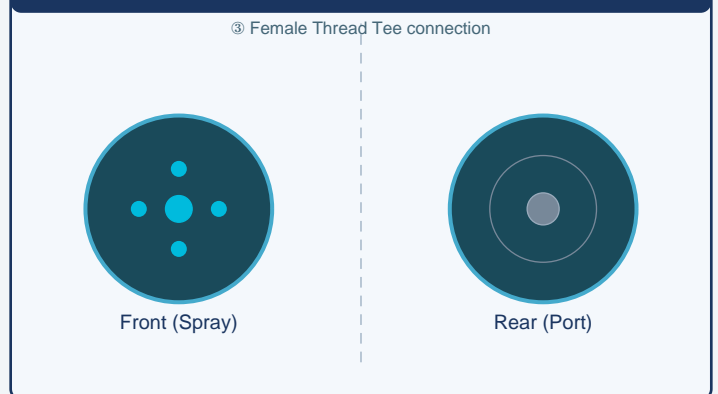 ③ Female Thread Tee connection
Front (Spray)
Rear (Port)